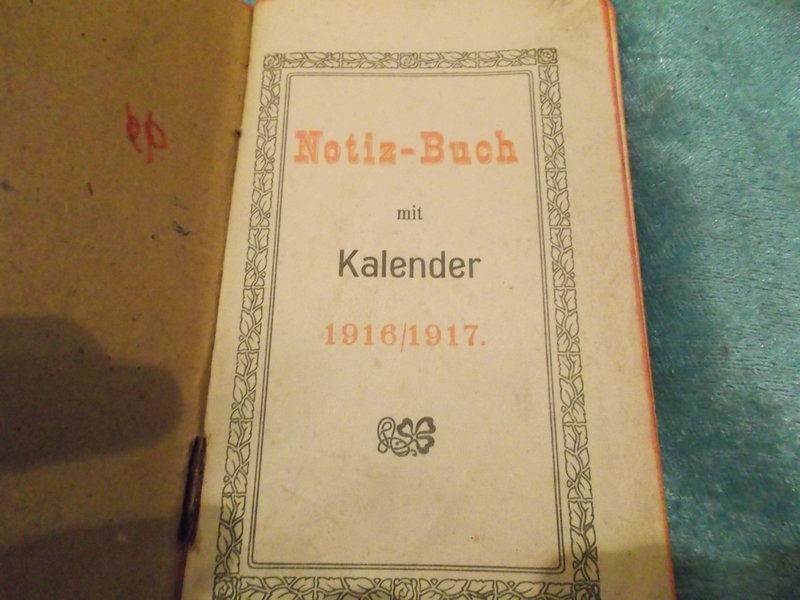 Notiz-Buch
mit
Kalender
1916/1917.